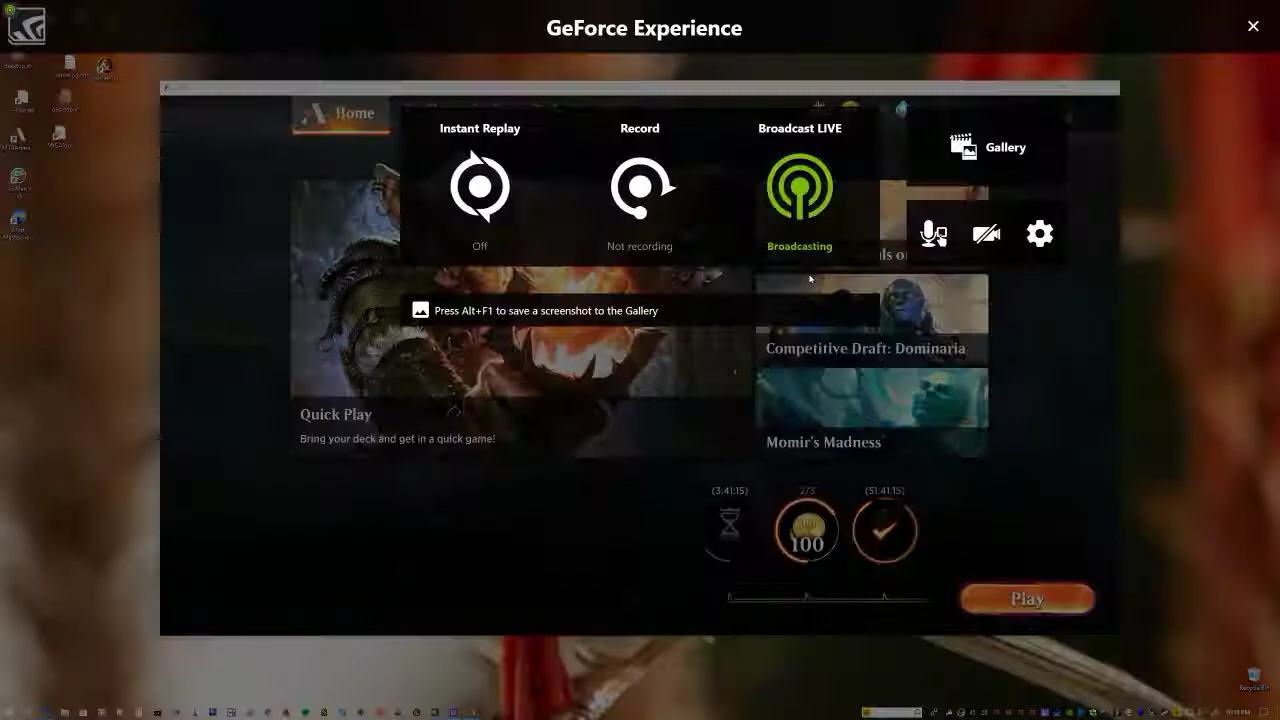 GeForce Experience
Home
Instant Replay
Record
Broadcast LIVE
Gallery
Off
Not recording
Broadcasting
Press Alt+F1 to save a screenshot to the Gallery
Competitive Draft: Dominaria
Quick Play
Bring your deck and get in a quick game!
Momir's Madness
(3:41:15)
2/3
(51:41:15)
100
Play
Recycle Bin